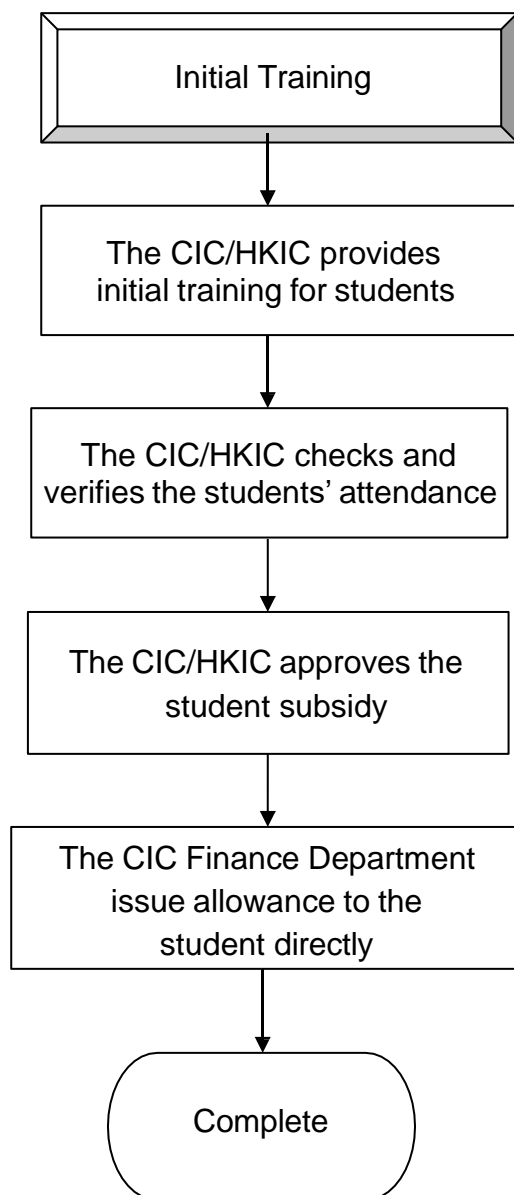 Initial Training
The CIC/HKIC provides
initial training for students
The CIC/HKIC checks and
verifies the students’ attendance
The CIC/HKIC approves the
student subsidy
The CIC Finance Department
issue allowance to the
student directly
Complete